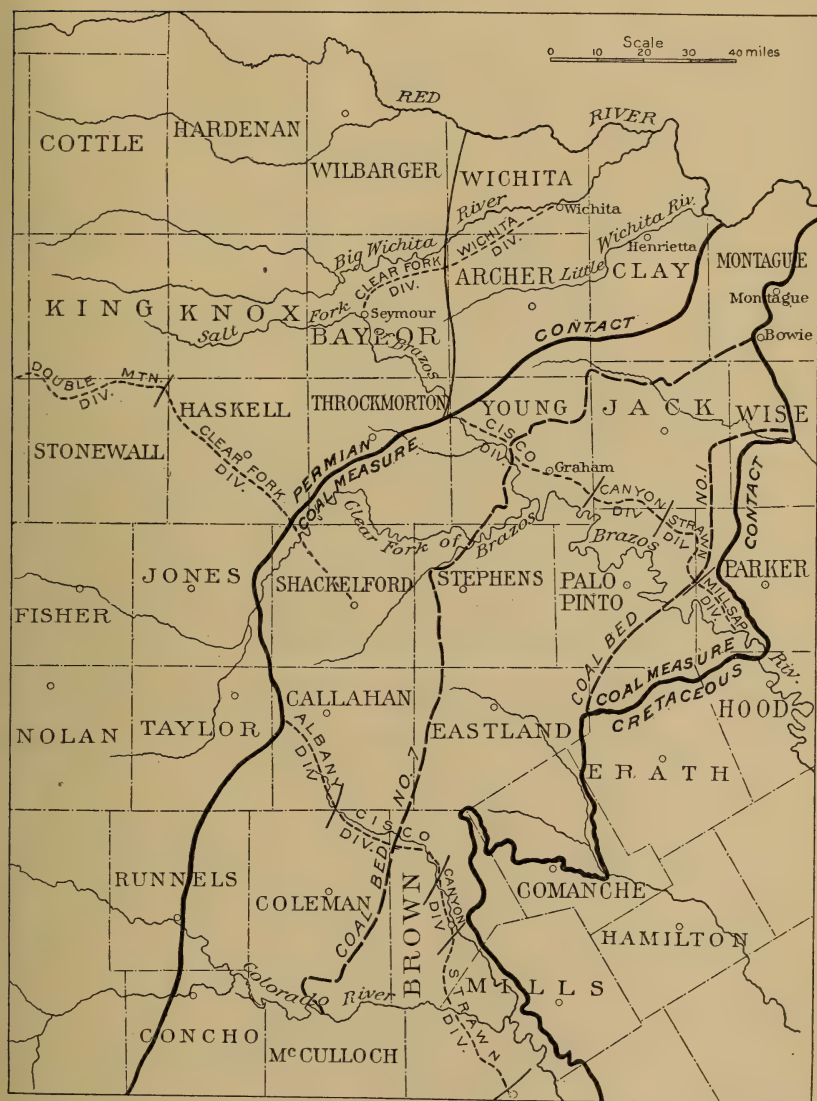 Scale
0 10 20 30 40 miles
RED
RIVER
COTTLE
HARDENAN
WILBARGER
WICHITA
River
Wichita
Big Wichita
WICHITA
DIV.
CLEAR FORK
DIV.
Wichita Riv.
Little
Henrietta
ARCHER
CLAY
MONTAGUE
Montague
KING
KNOX
Fork
Salt
Seymour
BAYLOR
of Brazos
CONTACT
Bowie
DOUBLE MTN.
DIV.
HASKELL
THROCKMORTON
YOUNG
JACK
WISE
STONEWALL
CLEAR FORK
DIV.
PERMIAN
COAL MEASURE
CISCO
DIV.
Graham
CANYON
DIV
STRAWN
DIV
NO. 1
CONTACT
Clear Fork of Brazos
Brazos
JONES
SHACKELFORD
STEPHENS
PALO
PINTO
MILLSAP
DIV.
PARKER
FISHER
COAL BED
COAL MEASURE
CRETACEOUS
Riv.
HOOD
NOLAN
TAYLOR
CALLAHAN
EASTLAND
ALBANY
DIV
ERATH
NO. 7
CISCO
DIV.
RUNNELS
COLEMAN
COAL BED
BROWN
CANYON
DIV
COMANCHE
HAMILTON
Colorado River
MILLS
STRAWN
DIV.
CONCHO
McCULLOCH